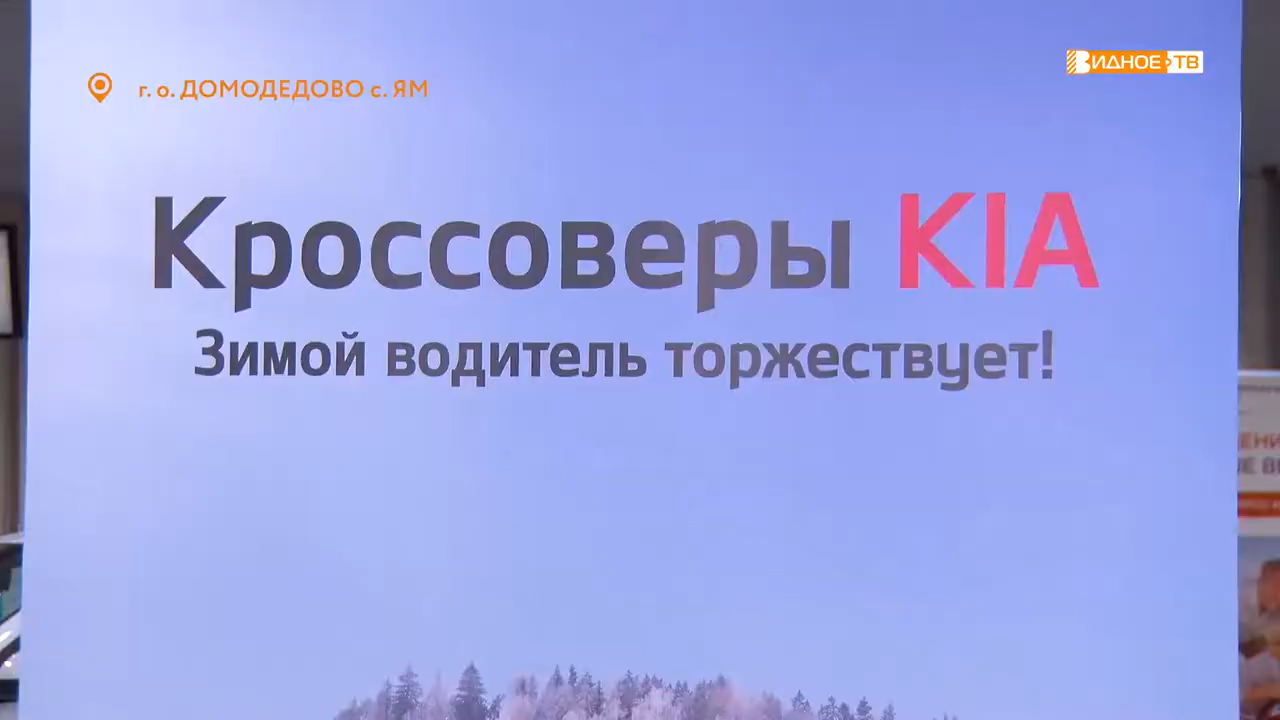 г. о. ДОМОДЕДОВО с. ЯМ
ВИДНОЕ ТВ
Кроссоверы KIA
Зимой водитель торжествует!